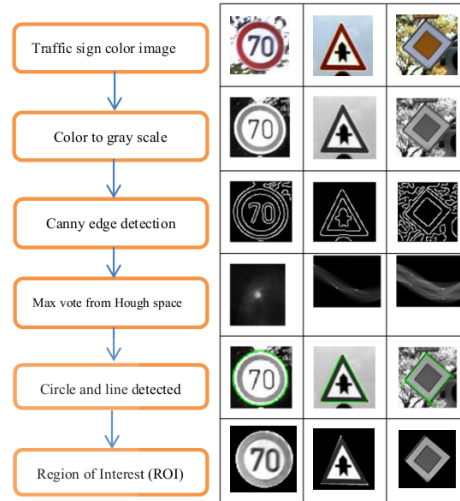 Traffic sign color image
70
Color to gray scale
70
Canny edge detection
70
Max vote from Hough space
Circle and line detected
70
Region of Interest (ROI)
70